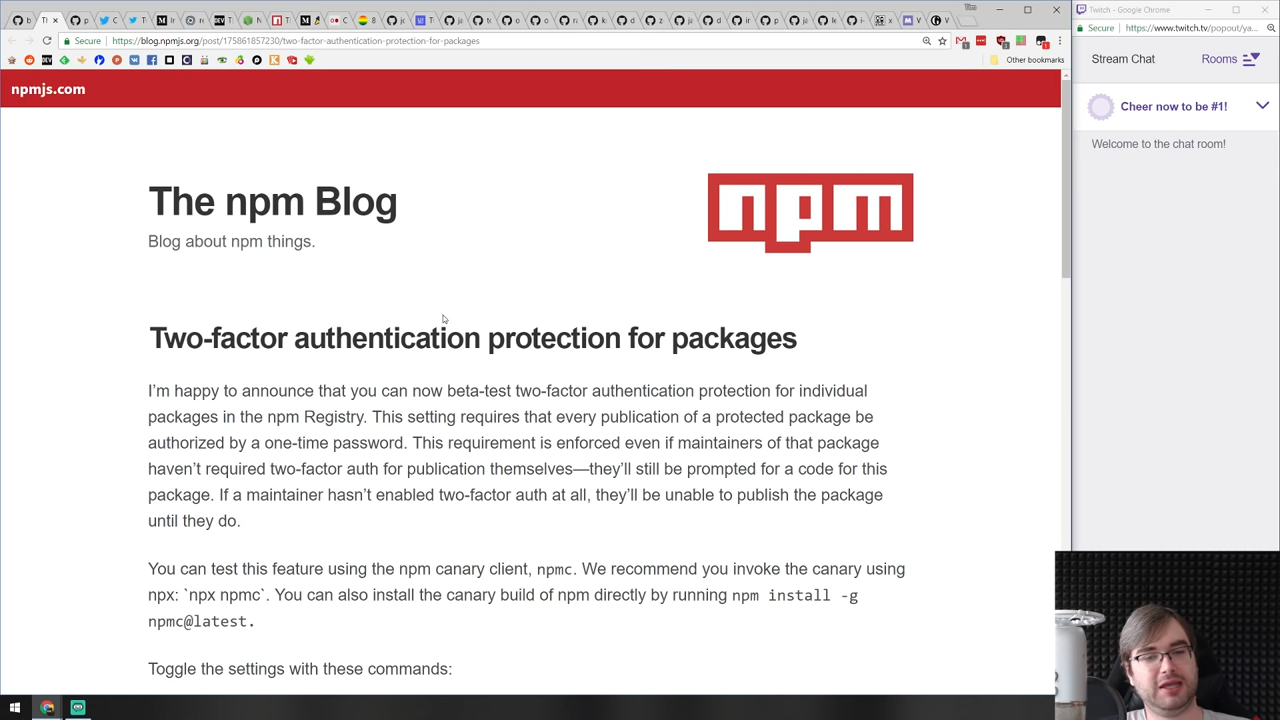 Twitch - Google Chrome
Secure
https://blog.npmjs.org/post/175861857230/two-factor-authentication-protection-for-packages
Secure
https://www.twitch.tv/popout/ya...
Other bookmarks
Stream Chat
Rooms
npmjs.com
Cheer now to be #1!
Welcome to the chat room!
The npm Blog
Blog about npm things.
npm
Two-factor authentication protection for packages
I'm happy to announce that you can now beta-test two-factor authentication protection for individual
packages in the npm Registry. This setting requires that every publication of a protected package be
authorized by a one-time password. This requirement is enforced even if maintainers of that package
haven't required two-factor auth for publication themselves—they'll still be prompted for a code for this
package. If a maintainer hasn't enabled two-factor auth at all, they'll be unable to publish the package
until they do.
You can test this feature using the npm canary client, npmc. We recommend you invoke the canary using
npx: `npx npmc`. You can also install the canary build of npm directly by running npm install -g
npmc@latest.
Toggle the settings with these commands: